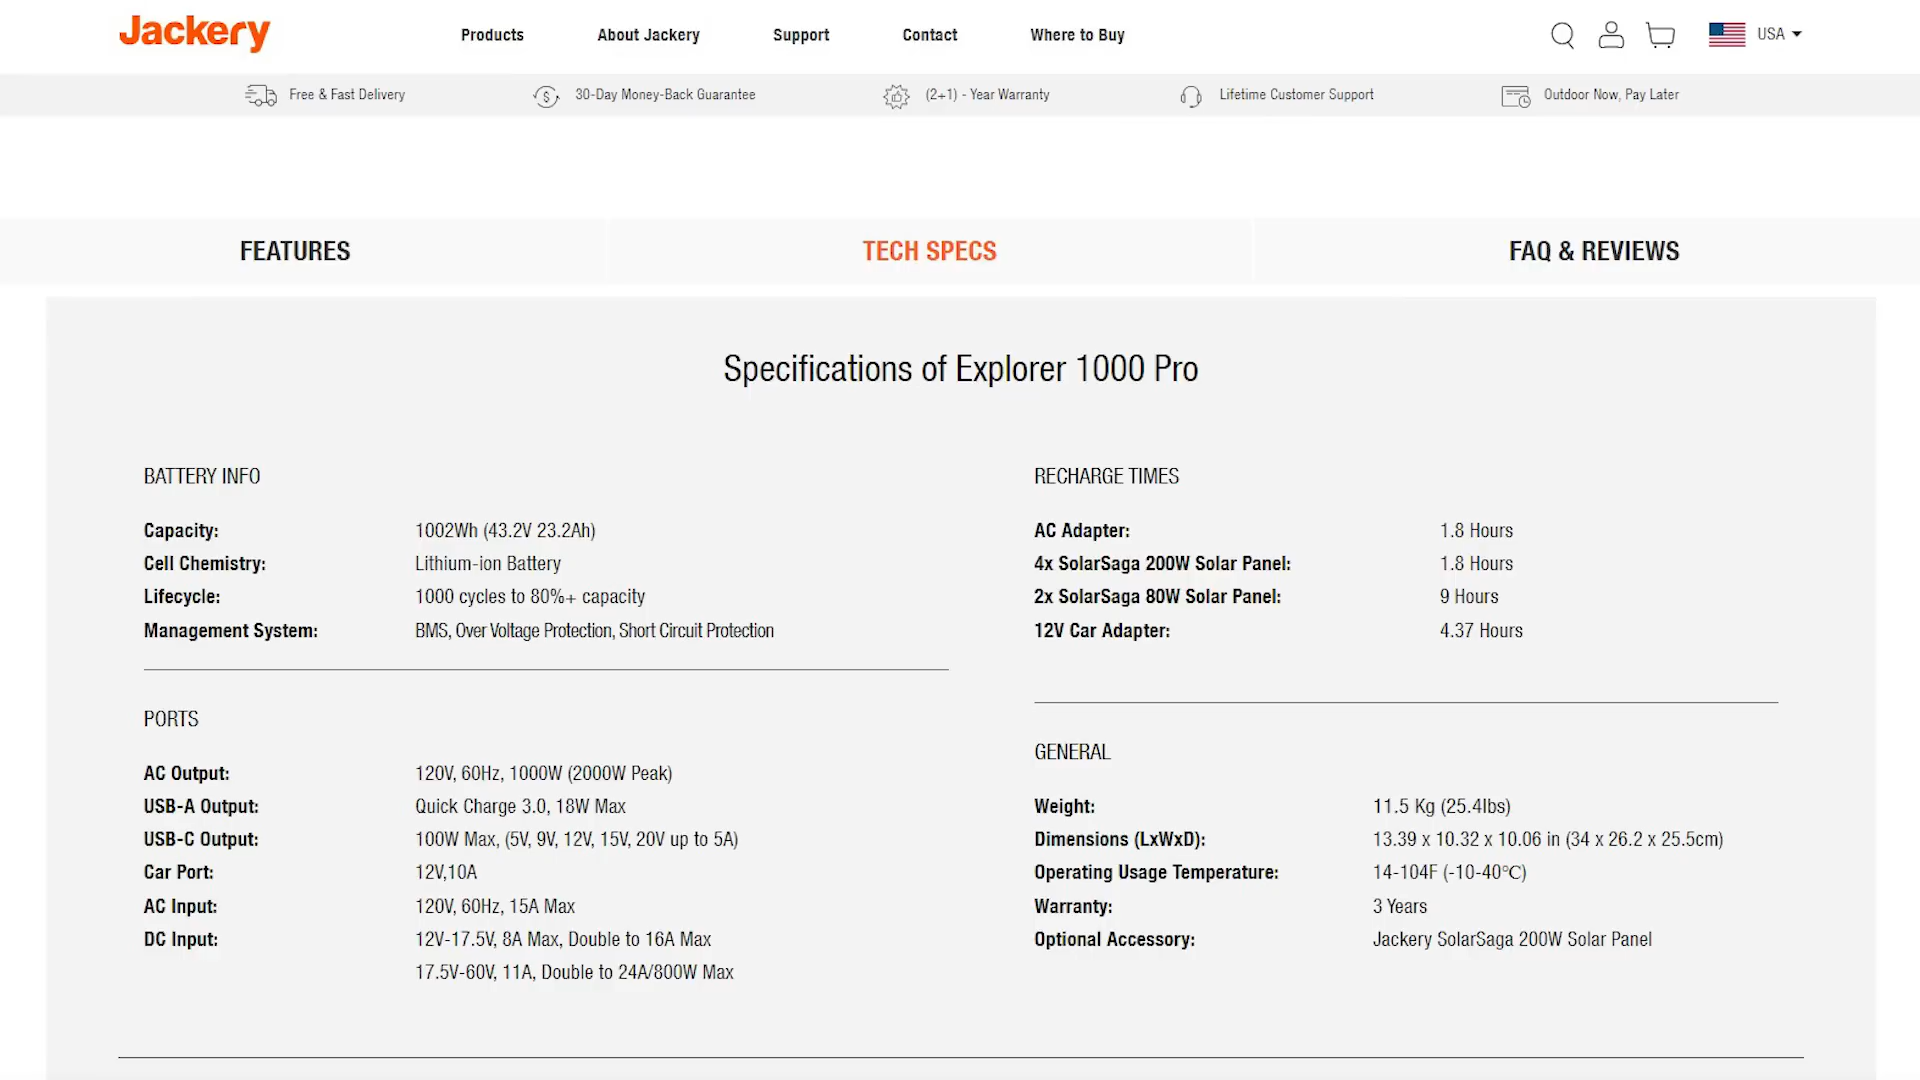 Jackery
Products About Jackery Support Contact Where to Buy USA
Free & Fast Delivery 30-Day Money-Back Guarantee (2+1) - Year Warranty Lifetime Customer Support Outdoor Now, Pay Later
FEATURES TECH SPECS FAQ & REVIEWS
Specifications of Explorer 1000 Pro
BATTERY INFO
Capacity: 1002Wh (43.2V 23.2Ah)
Cell Chemistry: Lithium-ion Battery
Lifecycle: 1000 cycles to 80%+ capacity
Management System: BMS, Over Voltage Protection, Short Circuit Protection
PORTS
AC Output: 120V, 60Hz, 1000W (2000W Peak)
USB-A Output: Quick Charge 3.0, 18W Max
USB-C Output: 100W Max, (5V, 9V, 12V, 15V, 20V up to 5A)
Car Port: 12V,10A
AC Input: 120V, 60Hz, 15A Max
DC Input: 12V-17.5V, 8A Max, Double to 16A Max
17.5V-60V, 11A, Double to 24A/800W Max
RECHARGE TIMES
AC Adapter: 1.8 Hours
4x SolarSaga 200W Solar Panel: 1.8 Hours
2x SolarSaga 80W Solar Panel: 9 Hours
12V Car Adapter: 4.37 Hours
GENERAL
Weight: 11.5 Kg (25.4lbs)
Dimensions (LxWxD): 13.39 x 10.32 x 10.06 in (34 x 26.2 x 25.5cm)
Operating Usage Temperature: 14-104F (-10-40℃)
Warranty: 3 Years
Optional Accessory: Jackery SolarSaga 200W Solar Panel